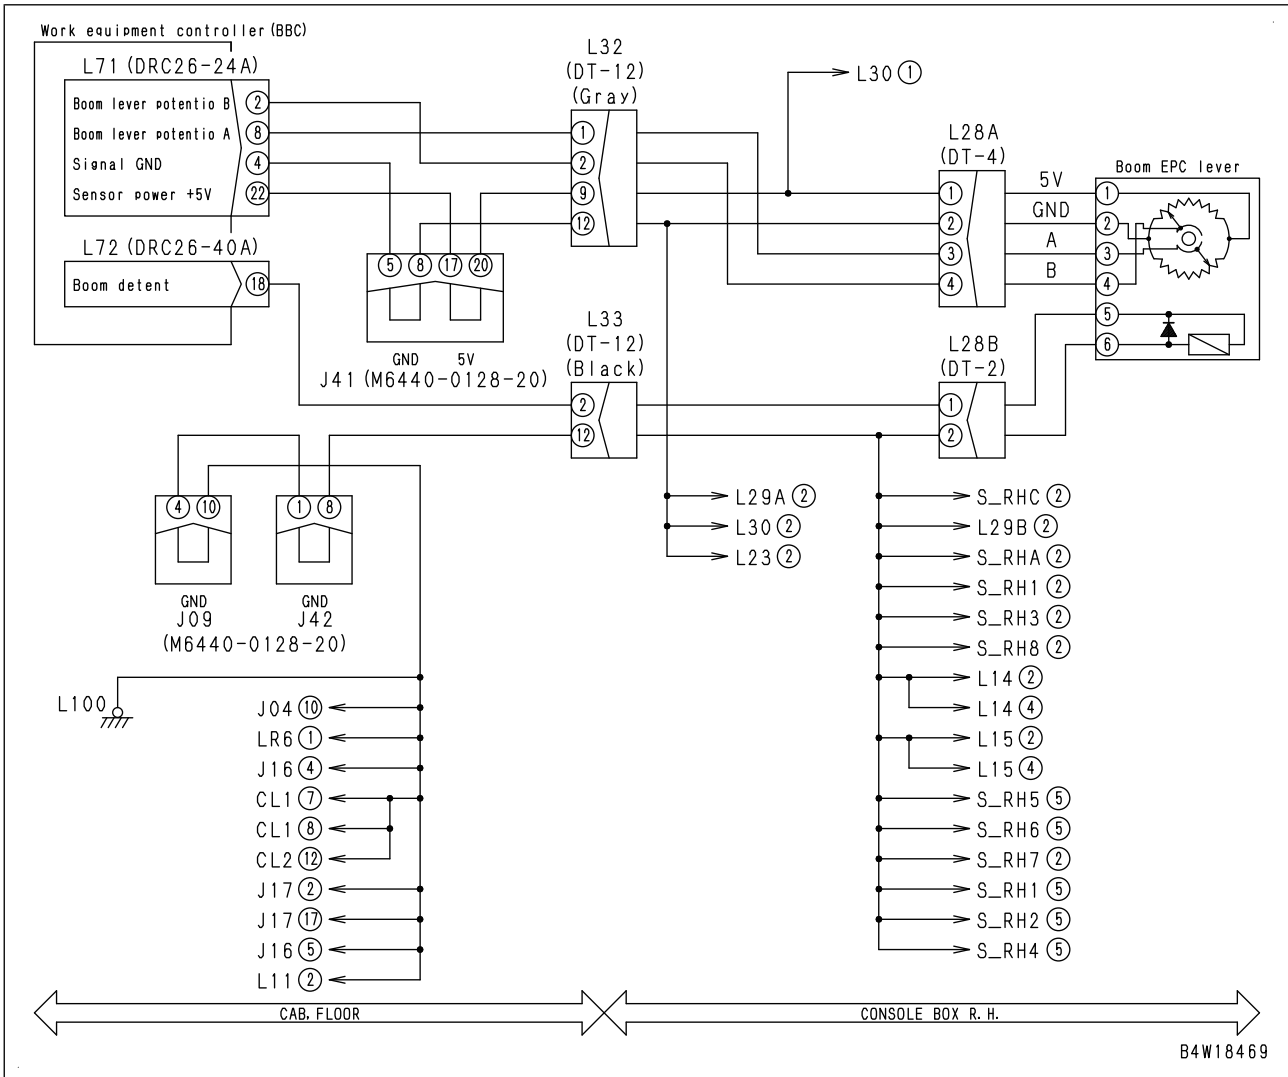 Work equipment controller (BBC)
L71 (DRC26-24A)
Boom lever potentio B 2
Boom lever potentio A 8
Signal GND 4
Sensor power +5V 22
L72 (DRC26-40A)
Boom detent 18
L32
(DT-12)
(Gray)
1
2
9
12
L30 1
L28A
(DT-4)
1
2
3
4
5V
GND
A
B
Boom EPC lever
1
2
3
4
5
6
5 8 17 20
GND 5V
J41 (M6440-0128-20)
L33
(DT-12)
(Black)
2
12
L28B
(DT-2)
1
2
4 10
1 8
GND
J09
GND
J42
(M6440-0128-20)
L100
J04 10
LR6 1
J16 4
CL1 7
CL1 8
CL2 12
J17 2
J17 17
J16 5
L11 2
L29A 2
L30 2
L23 2
S_RHC 2
L29B 2
S_RHA 2
S_RH1 2
S_RH3 2
S_RH8 2
L14 2
L14 4
L15 2
L15 4
S_RH5 5
S_RH6 5
S_RH7 2
S_RH1 5
S_RH2 5
S_RH4 5
CAB, FLOOR
CONSOLE BOX R. H.
B4W18469